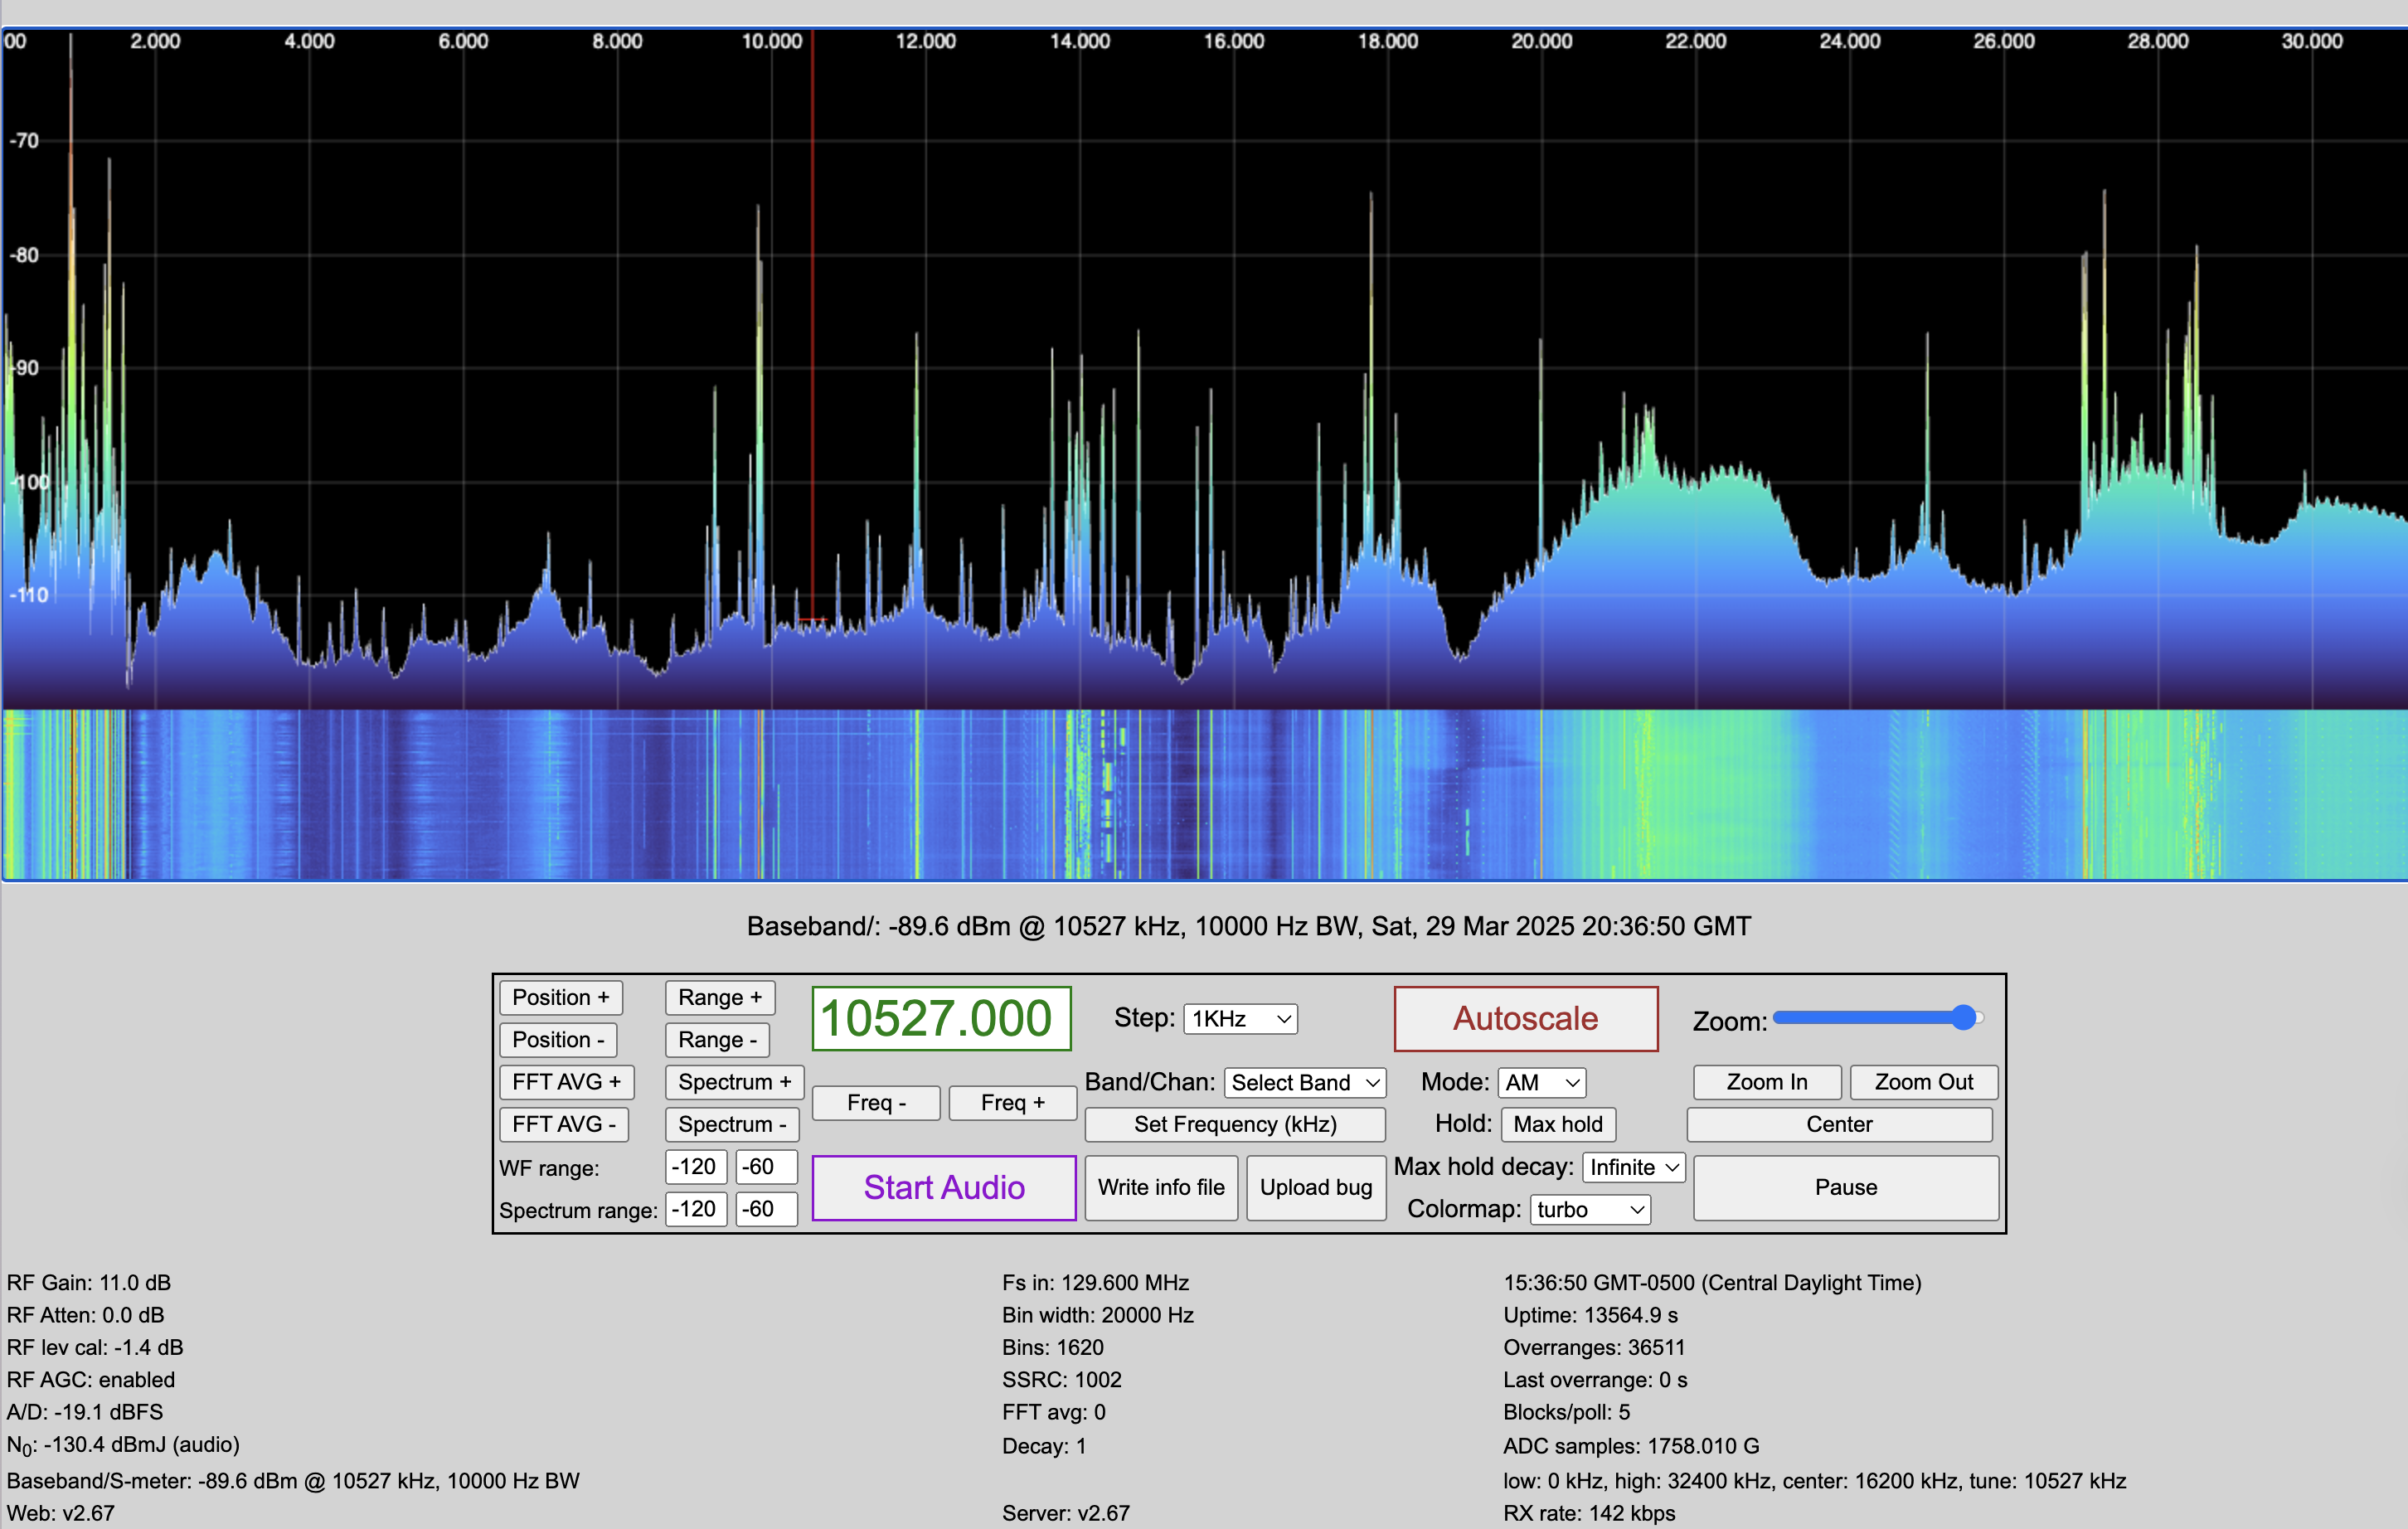 00 2.000 4.000 6.000 8.000 10.000 12.000 14.000 16.000 18.000 20.000 22.000 24.000 26.000 28.000 30.000
-70
-80
-90
-100
-110
Baseband/: -89.6 dBm @ 10527 kHz, 10000 Hz BW, Sat, 29 Mar 2025 20:36:50 GMT
Position + Range + 10527.000 Step: 1KHz Autoscale Zoom:
Position - Range -
FFT AVG + Spectrum + Freq - Freq + Band/Chan: Select Band Mode: AM Zoom In Zoom Out
FFT AVG - Spectrum - Set Frequency (kHz) Hold: Max hold Center
WF range: -120 -60 Start Audio Write info file Upload bug Max hold decay: Infinite Pause
Spectrum range: -120 -60 Colormap: turbo
RF Gain: 11.0 dB Fs in: 129.600 MHz 15:36:50 GMT-0500 (Central Daylight Time)
RF Atten: 0.0 dB Bin width: 20000 Hz Uptime: 13564.9 s
RF lev cal: -1.4 dB Bins: 1620 Overranges: 36511
RF AGC: enabled SSRC: 1002 Last overrange: 0 s
A/D: -19.1 dBFS FFT avg: 0 Blocks/poll: 5
N0: -130.4 dBmJ (audio) Decay: 1 ADC samples: 1758.010 G
Baseband/S-meter: -89.6 dBm @ 10527 kHz, 10000 Hz BW low: 0 kHz, high: 32400 kHz, center: 16200 kHz, tune: 10527 kHz
Web: v2.67 Server: v2.67 RX rate: 142 kbps